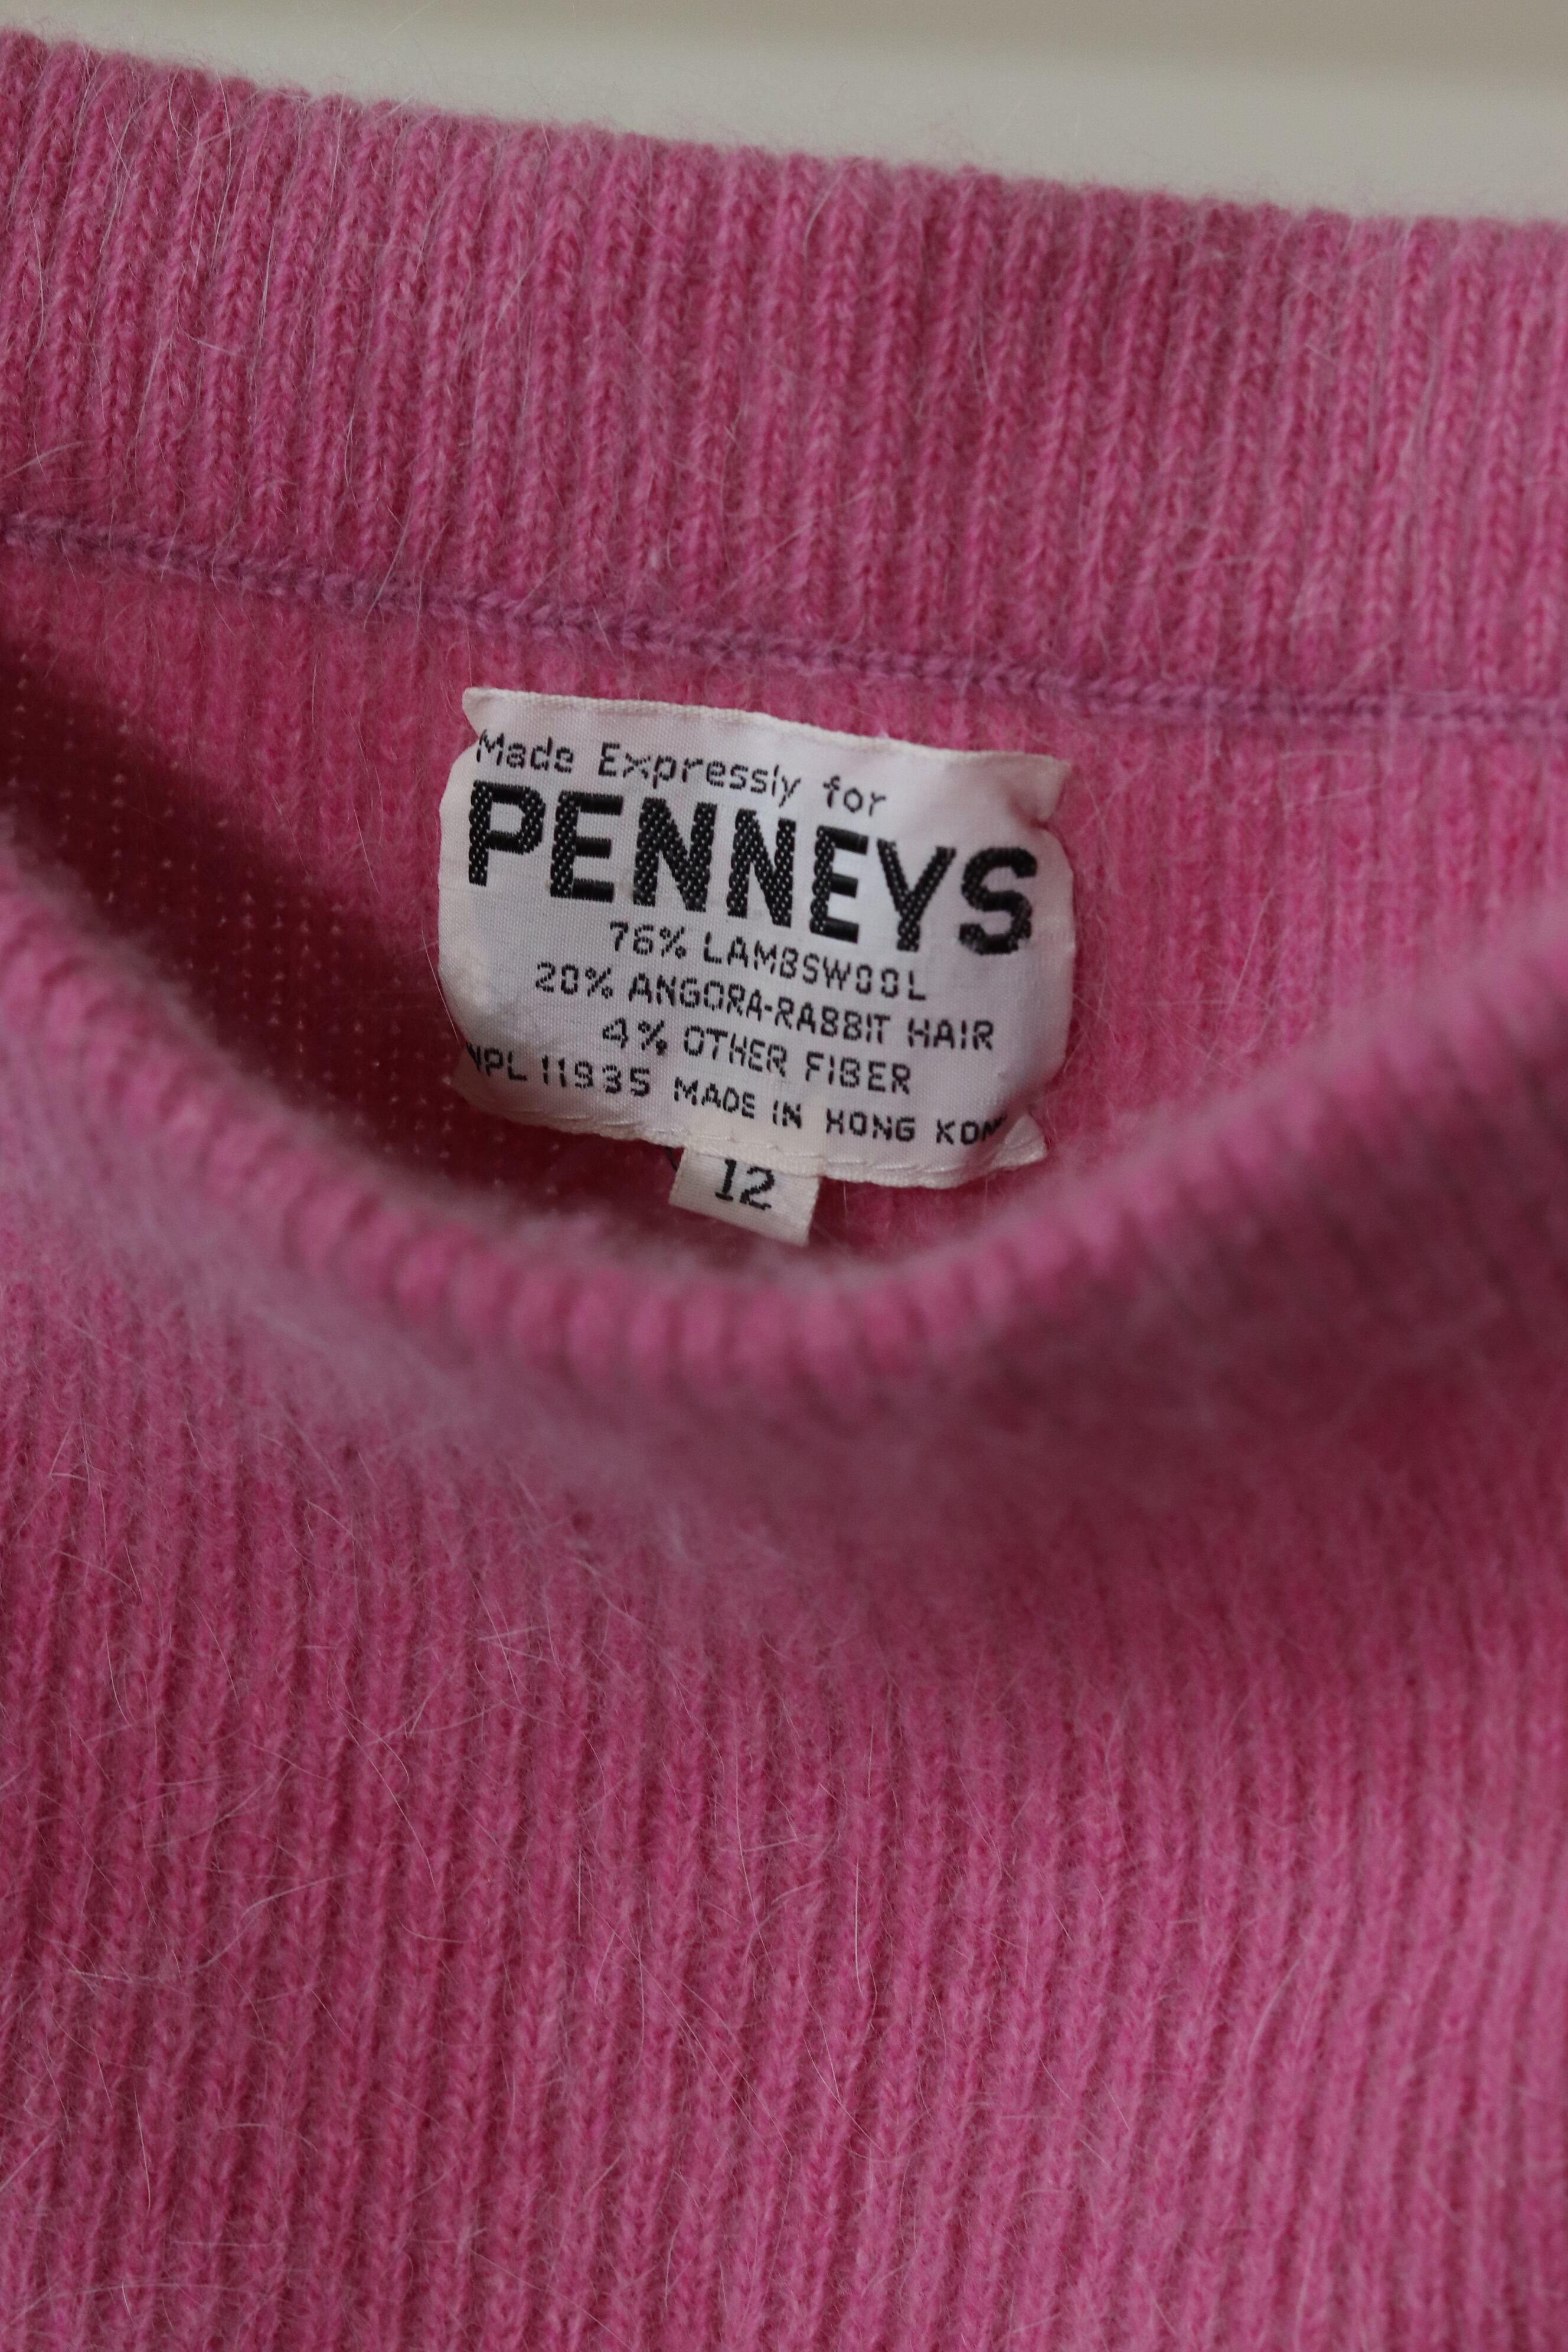 Made Expressly for
PENNEYS
76% LAMBSWOOL
20% ANGORA-RABBIT HAIR
4% OTHER FIBER
WPL 11935 MADE IN HONG KON
12